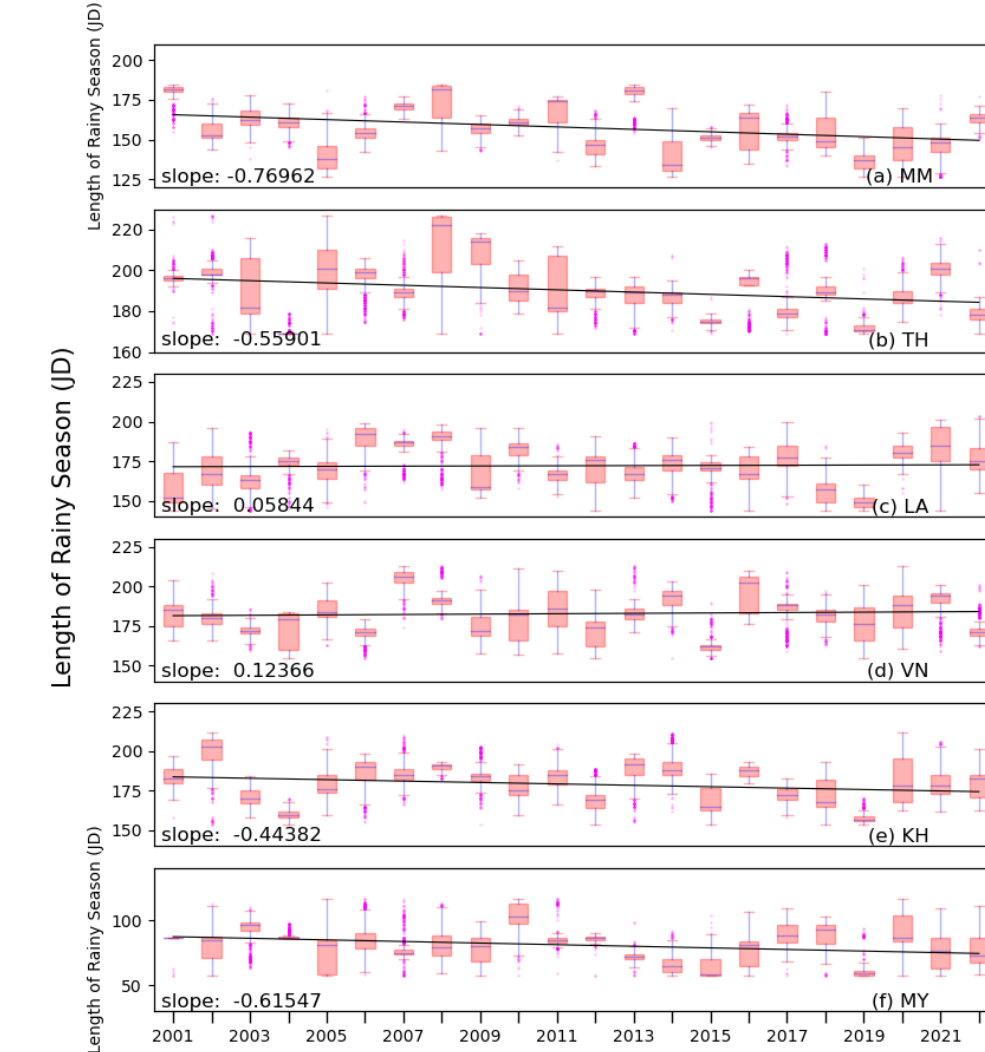 Length of Rainy Season (JD)
200
175
150
125
slope: -0.76962
(a) MM
220
200
180
160
slope: -0.55901
(b) TH
Length of Rainy Season (JD)
225
200
175
150
slope: 0.05844
(c) LA
225
200
175
150
slope: 0.12366
(d) VN
225
200
175
150
slope: -0.44382
(e) KH
Length of Rainy Season (JD)
100
50
slope: -0.61547
(f) MY
2001 2003 2005 2007 2009 2011 2013 2015 2017 2019 2021